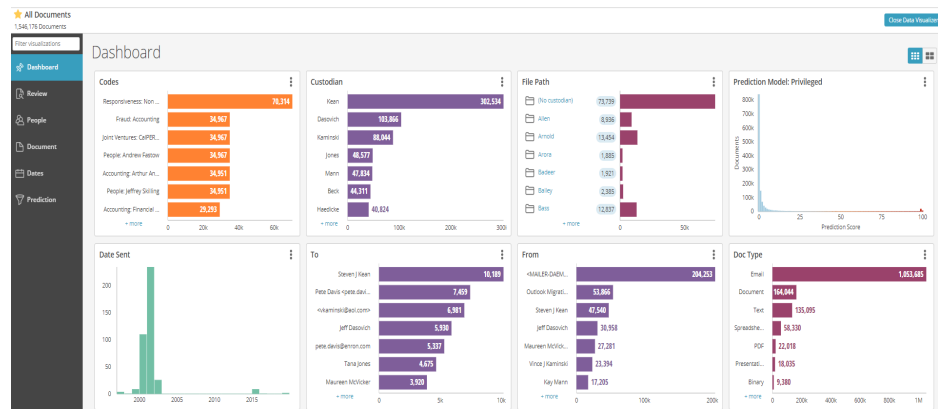 All Documents
1,546,176 Documents
Close Data Visualizer
Filter visualizations
Dashboard
Review
People
Document
Dates
Prediction
Dashboard
Codes
Responsiveness: Non ...
70,314
Fraud: Accounting
34,967
Joint Ventures: CalPER...
34,967
People: Andrew Fastow
34,967
Accounting: Arthur An...
34,951
People: Jeffrey Skilling
34,951
Accounting: Financial ...
29,293
+ more
0 20k 40k 60k
Custodian
Kean
302,534
Dasovich
103,866
Kaminski
88,044
Jones
48,577
Mann
47,834
Beck
44,311
Haedicke
40,824
+ more
0 100k 200k 300k
File Path
(No custodian)
73,739
Allen
8,936
Arnold
13,454
Arora
1,885
Badeer
1,921
Bailey
2,385
Bass
12,837
+ more
0 50k
Prediction Model: Privileged
Documents
800k
700k
600k
500k
400k
300k
200k
100k
0
0 25 50 75 100
Prediction Score
Date Sent
200
150
100
50
0
2000 2005 2010 2015
To
Steven J Kean
10,189
Pete Davis <pete.davi...
7,459
<vkaminski@aol.com>
6,981
Jeff Dasovich
5,930
pete.davis@enron.com
5,337
Tana Jones
4,675
Maureen McVicker
3,920
+ more
0 5k 10k
From
<MAILER-DAEM...
204,253
Outlook Migrati...
53,866
Steven J Kean
47,540
Jeff Dasovich
30,958
Maureen McVick...
27,281
Vince J Kaminski
23,394
Kay Mann
17,205
+ more
0 100k 200k
Doc Type
Email
1,053,685
Document
164,044
Text
135,095
Spreadshe...
58,330
PDF
22,018
Presentati...
18,035
Binary
9,380
+ more
0 200k 400k 600k 800k 1M